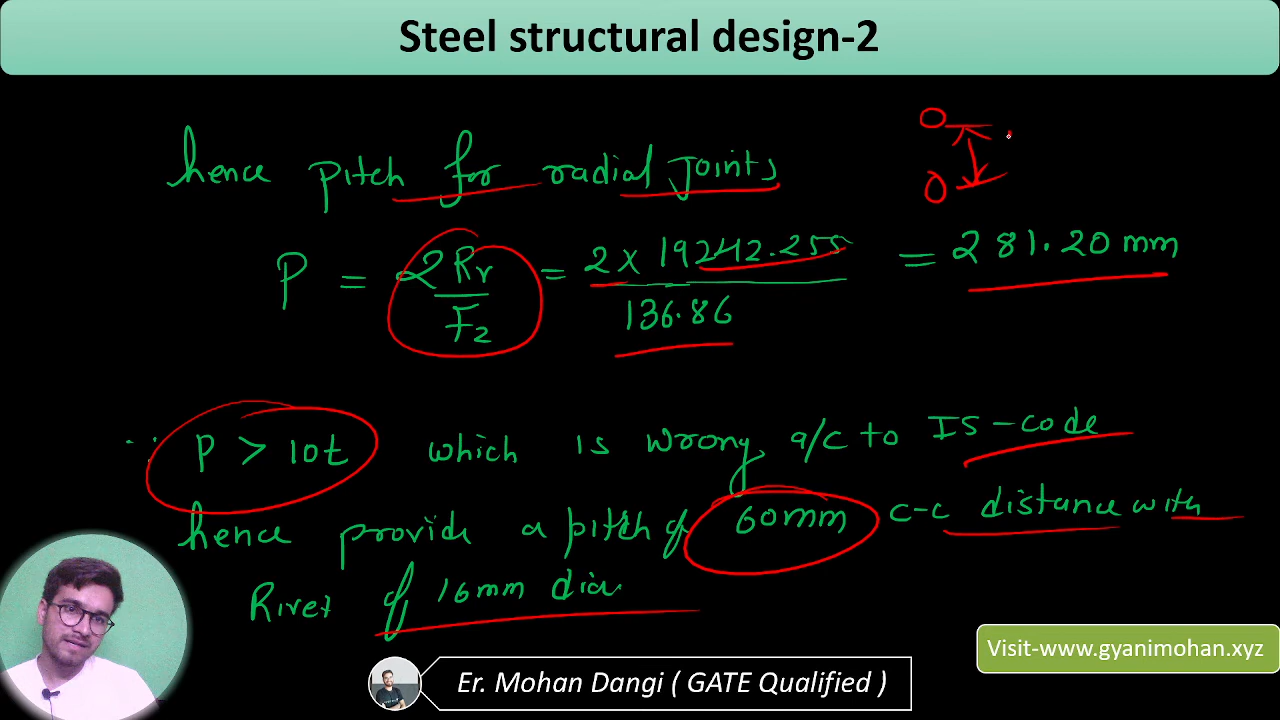 Steel structural design-2
hence pitch for radial joints
P = 2Rr/F2 = 2 x 19242.255/136.86 = 281.20 mm
∵ P > 10t which is wrong a/c to IS-code
hence provide a pitch of 60mm c-c distance with
Rivet of 16mm dia
Visit-www.gyanimohan.xyz
Er. Mohan Dangi ( GATE Qualified )